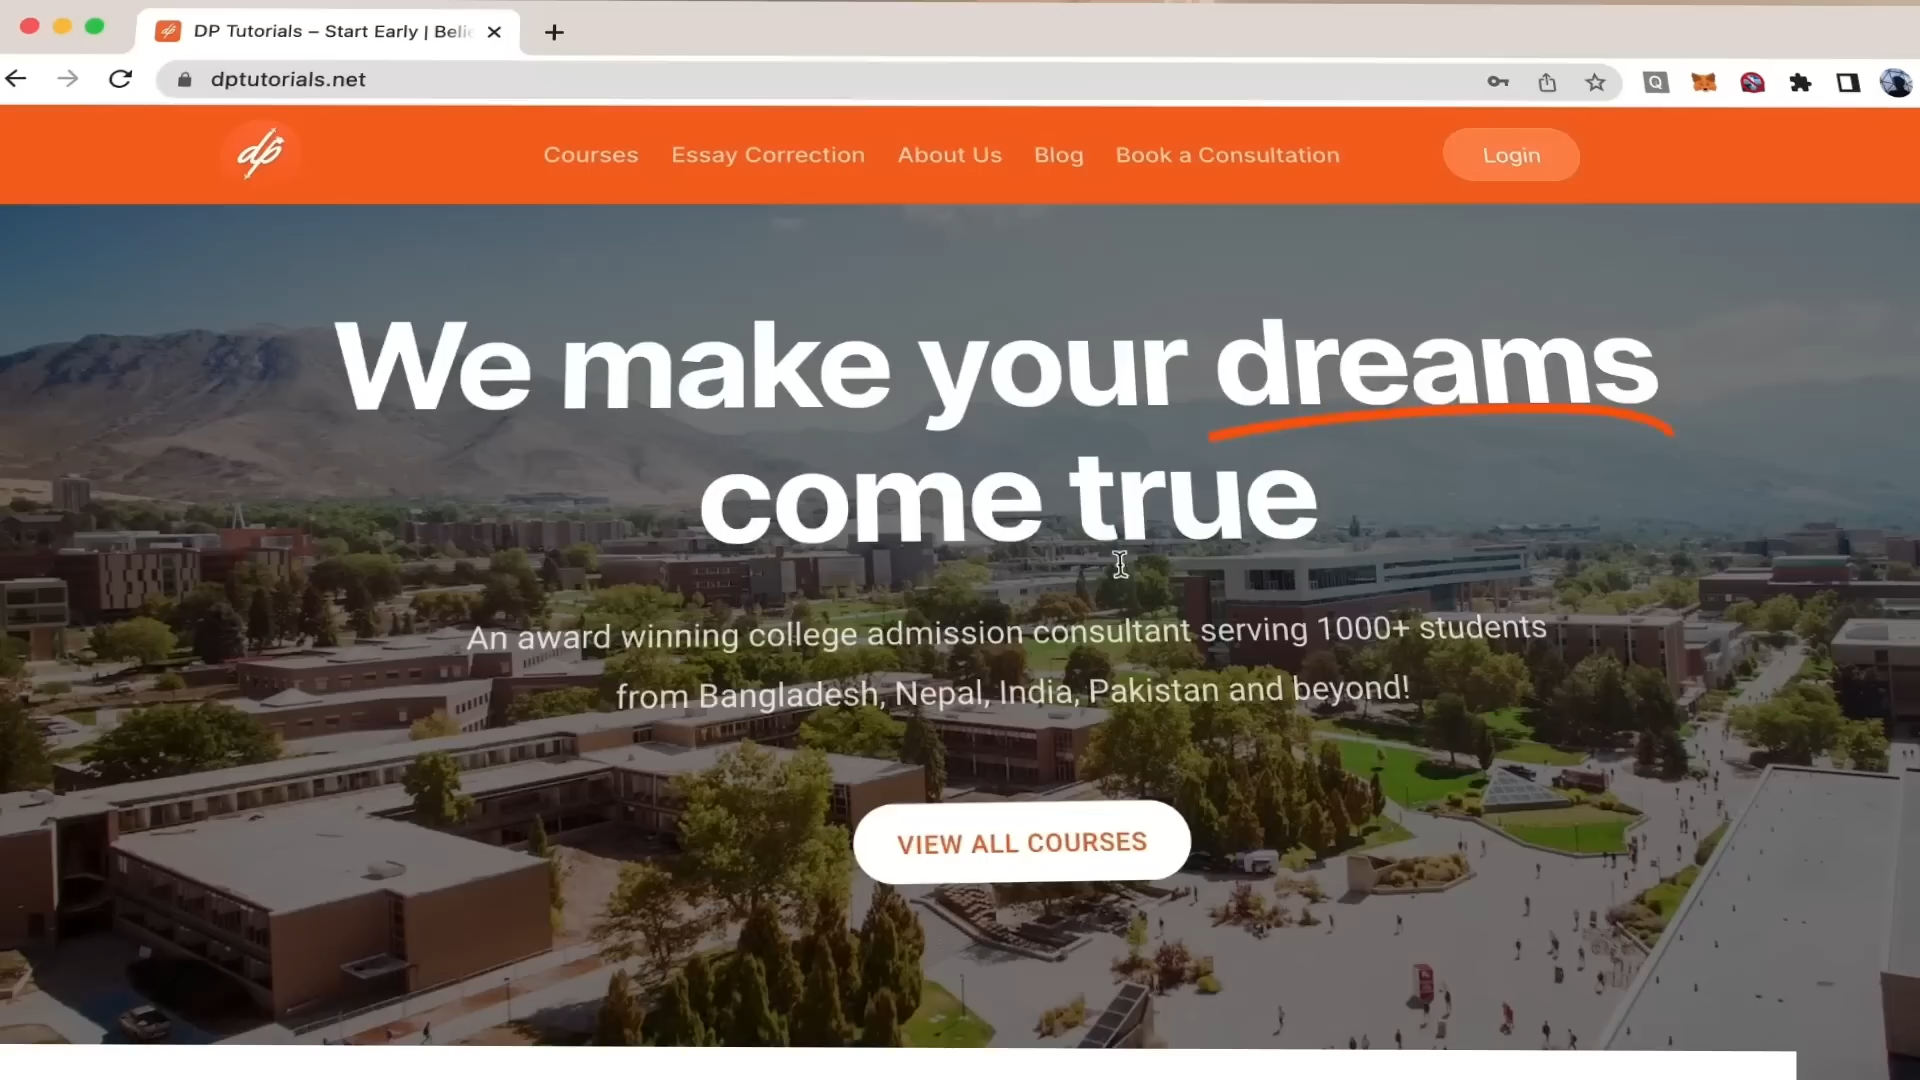 DP Tutorials – Start Early | Beli
dptutorials.net
dp
Courses
Essay Correction
About Us
Blog
Book a Consultation
Login
We make your dreams
come true
An award winning college admission consultant serving 1000+ students
from Bangladesh, Nepal, India, Pakistan and beyond!
VIEW ALL COURSES